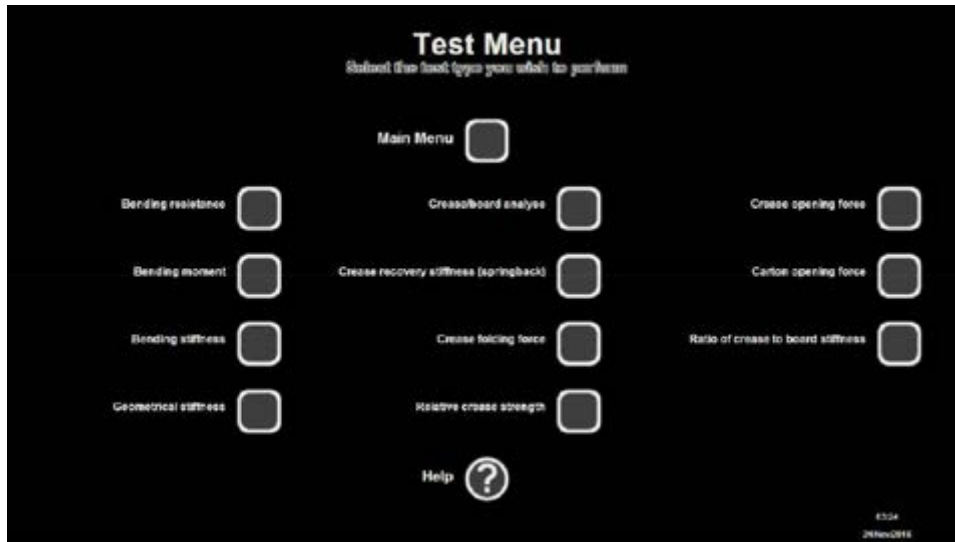 Test Menu
Select the test type you wish to perform
Main Menu
Bending resistance
Crease/board analyse
Crease opening force
Bending moment
Crease recovery stiffness (springback)
Carton opening force
Bending stiffness
Crease folding force
Ratio of crease to board stiffness
Geometrical stiffness
Relative crease strength
Help
?